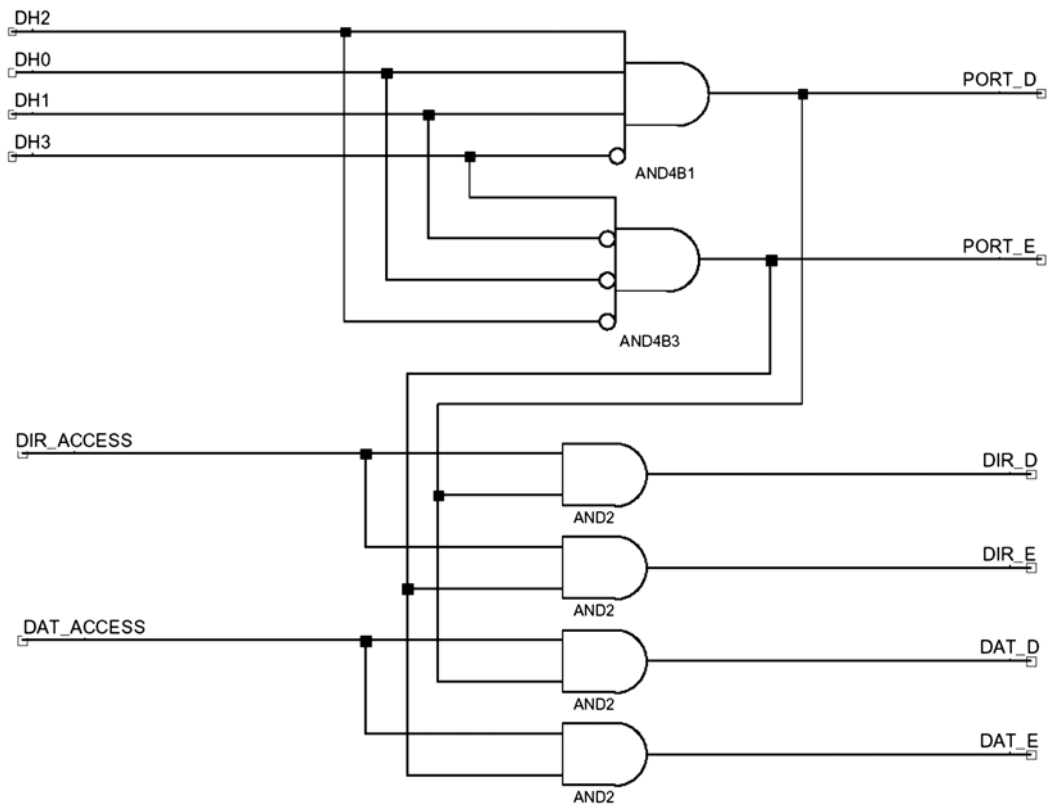 DH2
DH0
PORT_D
DH1
DH3
AND4B1
PORT_E
AND4B3
DIR_ACCESS
DIR_D
AND2
DIR_E
AND2
DAT_ACCESS
DAT_D
AND2
DAT_E
AND2